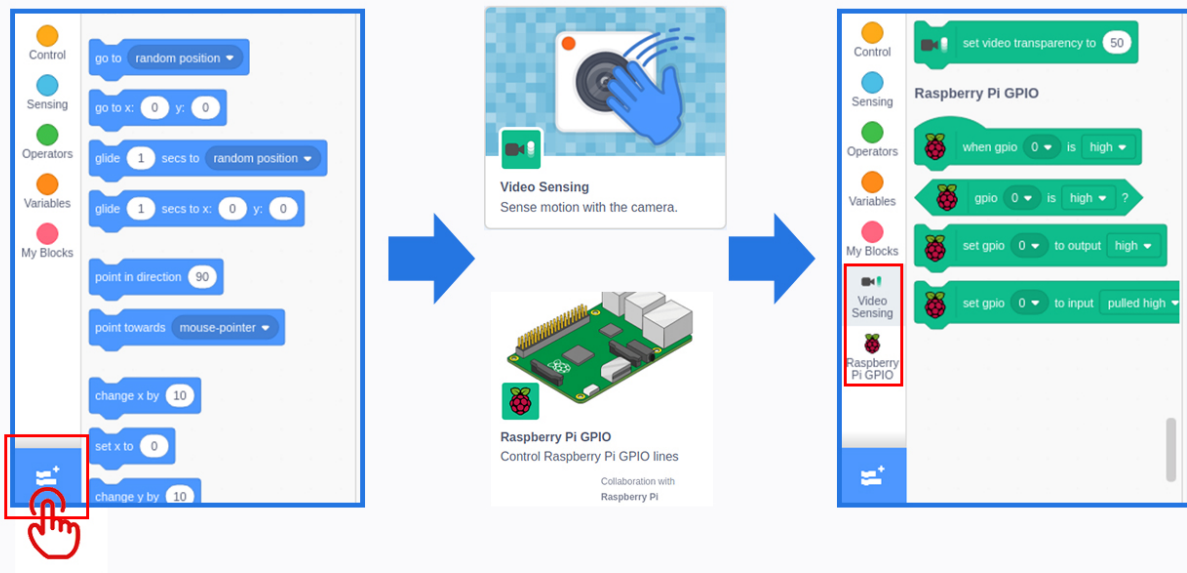 Control
Sensing
Operators
Variables
My Blocks
go to random position
go to x: 0 y: 0
glide 1 secs to random position
glide 1 secs to x: 0 y: 0
point in direction 90
point towards mouse-pointer
change x by 10
set x to 0
change y by 10
Video Sensing
Sense motion with the camera.
Raspberry Pi GPIO
Control Raspberry Pi GPIO lines
Collaboration with
Raspberry Pi
Control
Sensing
Operators
Variables
My Blocks
Video
Sensing
Raspberry
Pi GPIO
set video transparency to 50
Raspberry Pi GPIO
when gpio 0 is high
gpio 0 is high ?
set gpio 0 to output high
set gpio 0 to input pulled high